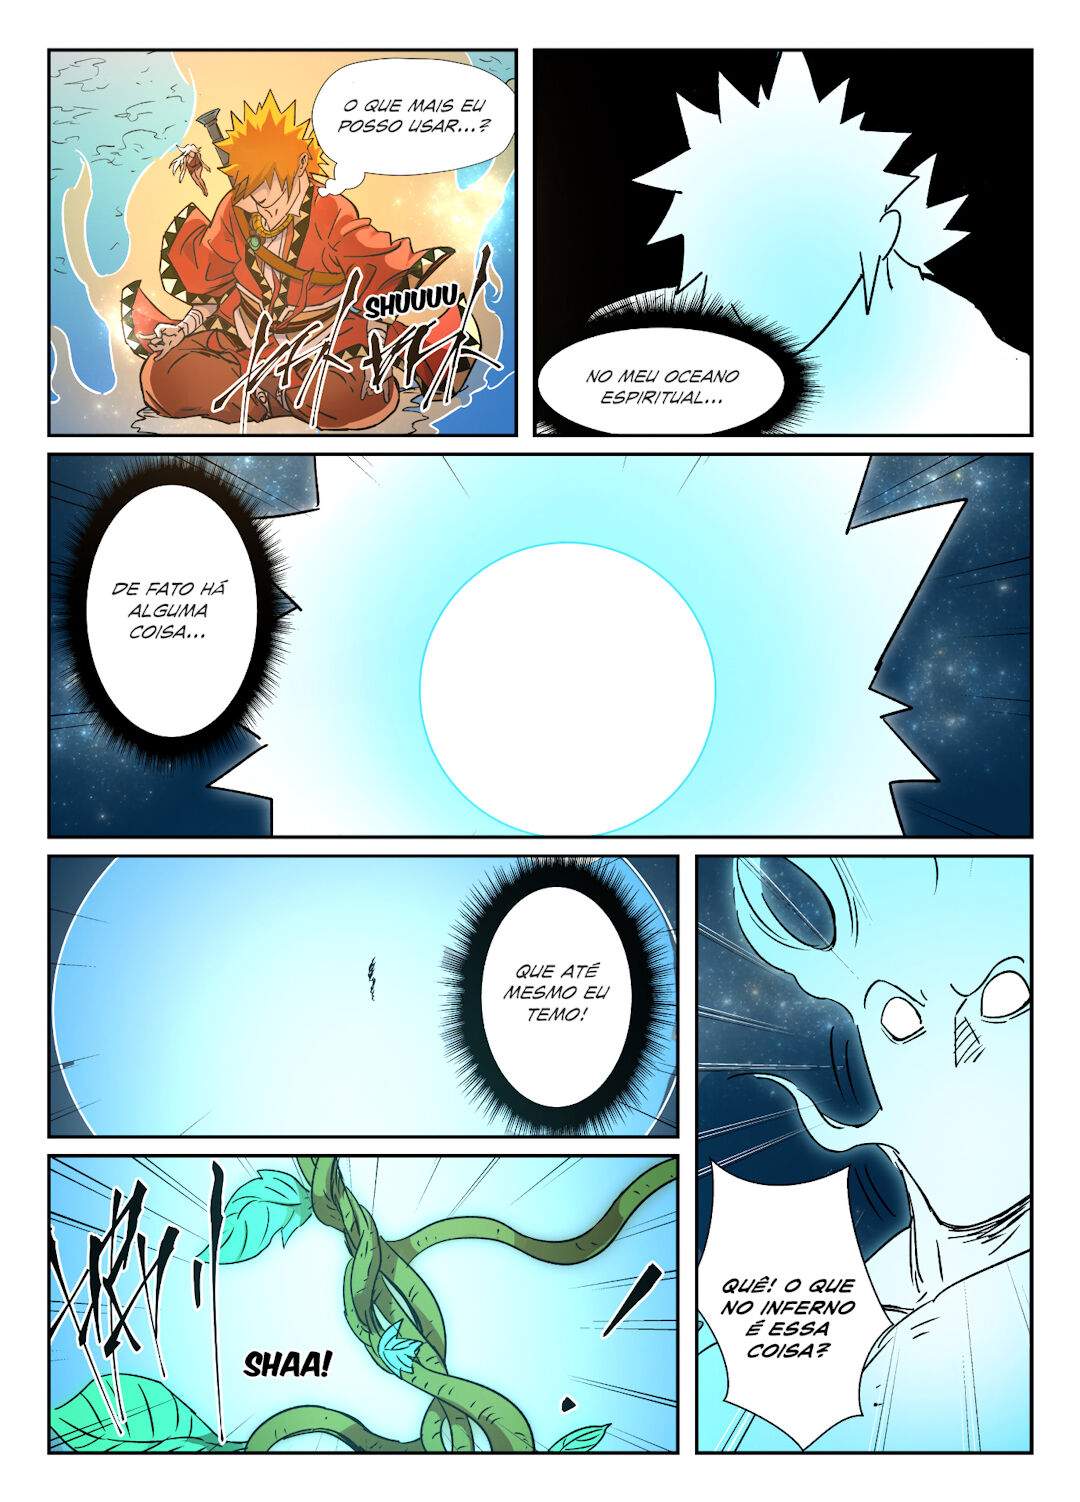 O QUE MAIS EU
POSSO USAR...?
SHUUUU
NO MEU OCEANO
ESPIRITUAL...
DE FATO HÁ
ALGUMA
COISA...
QUE ATÉ
MESMO EU
TEMO!
QUÊ! O QUE
NO INFERNO
É ESSA
COISA?
SHAA!